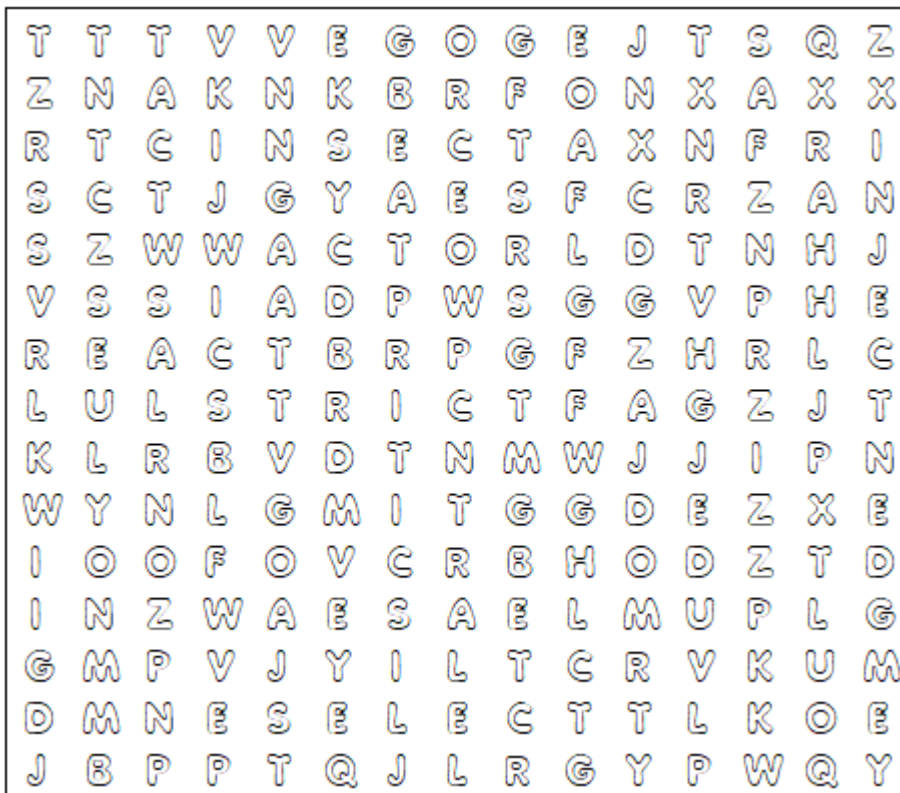 T T T V V E G O G E J T S Q Z
Z N A K N K B R F O N X A X X
R T C I N S E C T A X N F R I
S C T J G Y A E S F C R Z A N
S Z W W A C T O R L D T N H J
V S S I A D P W S G G V P H E
R E A C T B R P G F Z H R L C
L U L S T R I C T F A G Z J T
K L R B V D T N M W J J I P N
W Y N L G M I T G G D E Z X E
I O O F O V C R B H O D Z T D
I N Z W A E S A E L M U P L G
G M P V J Y I L T C R V K U M
D M N E S E L E C T T L K O E
J B P P T Q J L R G Y P W Q Y